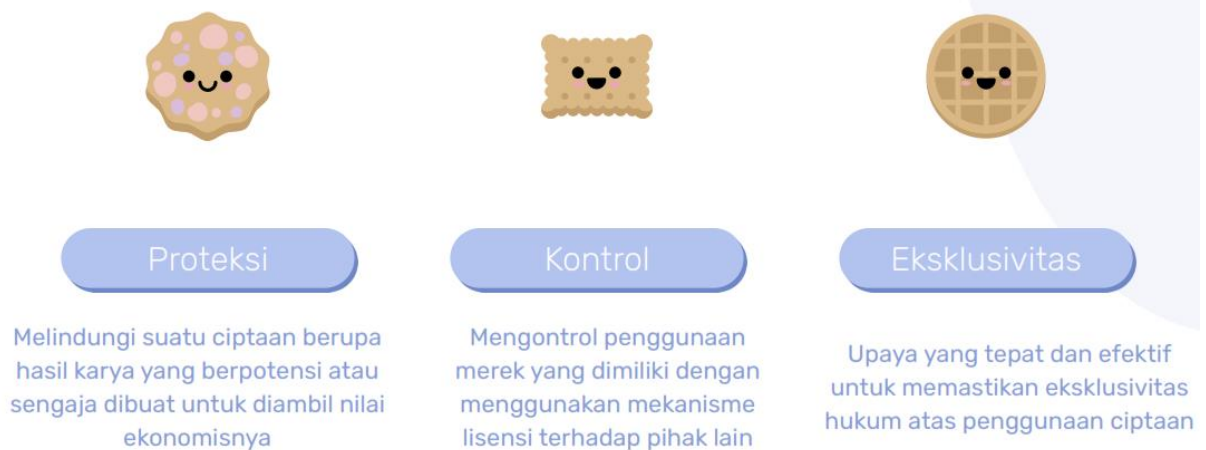 Proteksi
Melindungi suatu ciptaan berupa
hasil karya yang berpotensi atau
sengaja dibuat untuk diambil nilai
ekonomisnya
Kontrol
Mengontrol penggunaan
merek yang dimiliki dengan
menggunakan mekanisme
lisensi terhadap pihak lain
Eksklusivitas
Upaya yang tepat dan efektif
untuk memastikan eksklusivitas
hukum atas penggunaan ciptaan